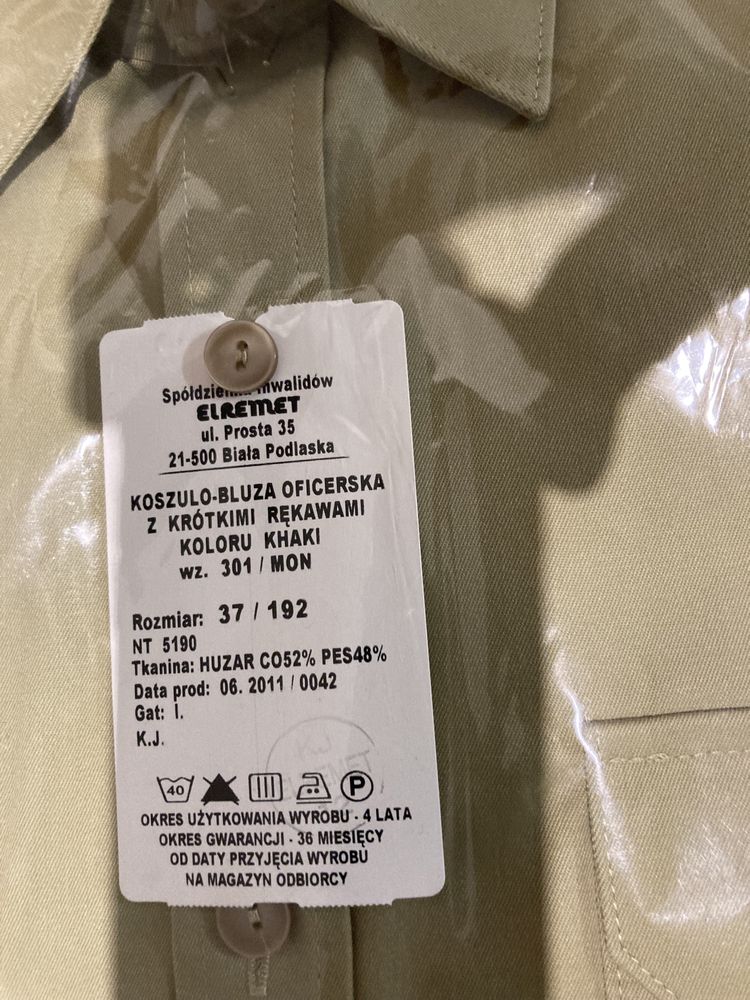 Spółdzielnia Inwalidów
ELREMET
ul. Prosta 35
21-500 Biała Podlaska
KOSZULO-BLUZA OFICERSKA
Z KRÓTKIMI RĘKAWAMI
KOLORU KHAKI
wz. 301 / MON
Rozmiar: 37 / 192
NT 5190
Tkanina: HUZAR CO52% PES48%
Data prod: 06. 2011 / 0042
Gat: I.
K.J.
40 P
OKRES UŻYTKOWANIA WYROBU - 4 LATA
OKRES GWARANCJI - 36 MIESIĘCY
OD DATY PRZYJĘCIA WYROBU
NA MAGAZYN ODBIORCY